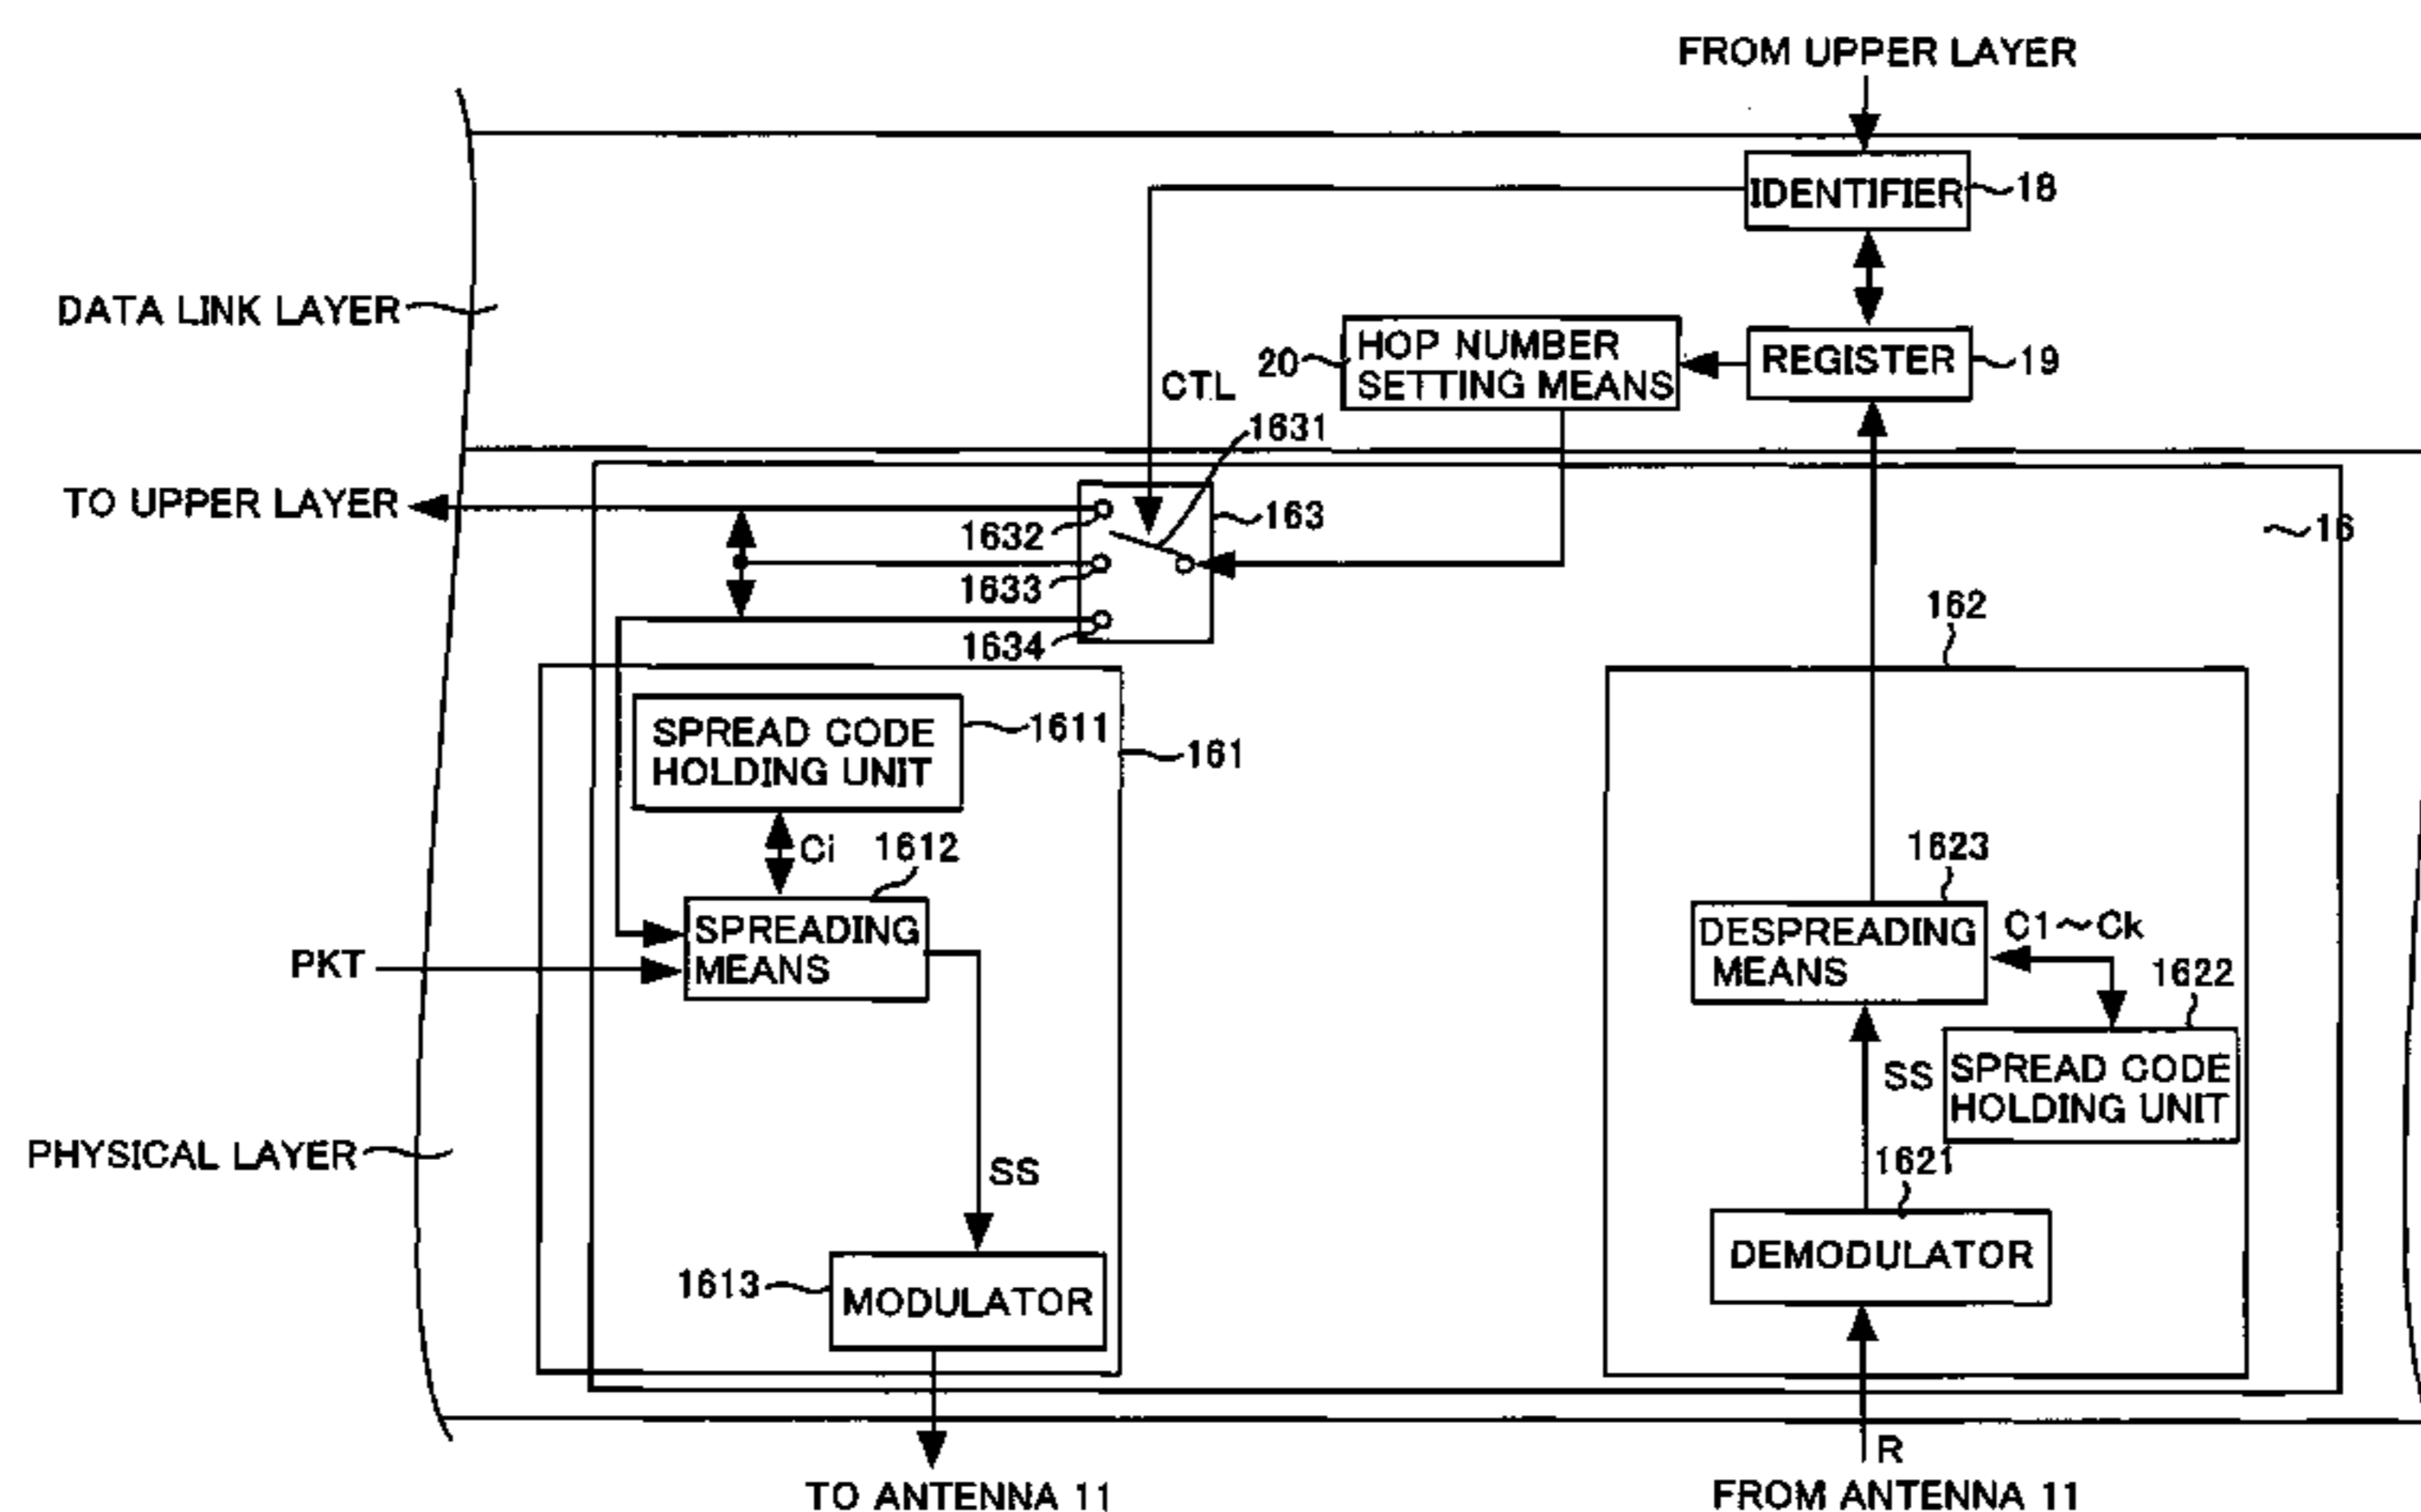 FROM UPPER LAYER
IDENTIFIER
18
DATA LINK LAYER
CTL
20
HOP NUMBER
SETTING MEANS
REGISTER
19
1631
TO UPPER LAYER
1632
163
16
1633
1634
162
SPREAD CODE
HOLDING UNIT
1611
161
Ci
1612
1623
SPREADING
MEANS
DESPREADING
MEANS
C1~Ck
PKT
1622
SS
SPREAD CODE
HOLDING UNIT
PHYSICAL LAYER
SS
1621
DEMODULATOR
1613
MODULATOR
R
TO ANTENNA 11
FROM ANTENNA 11